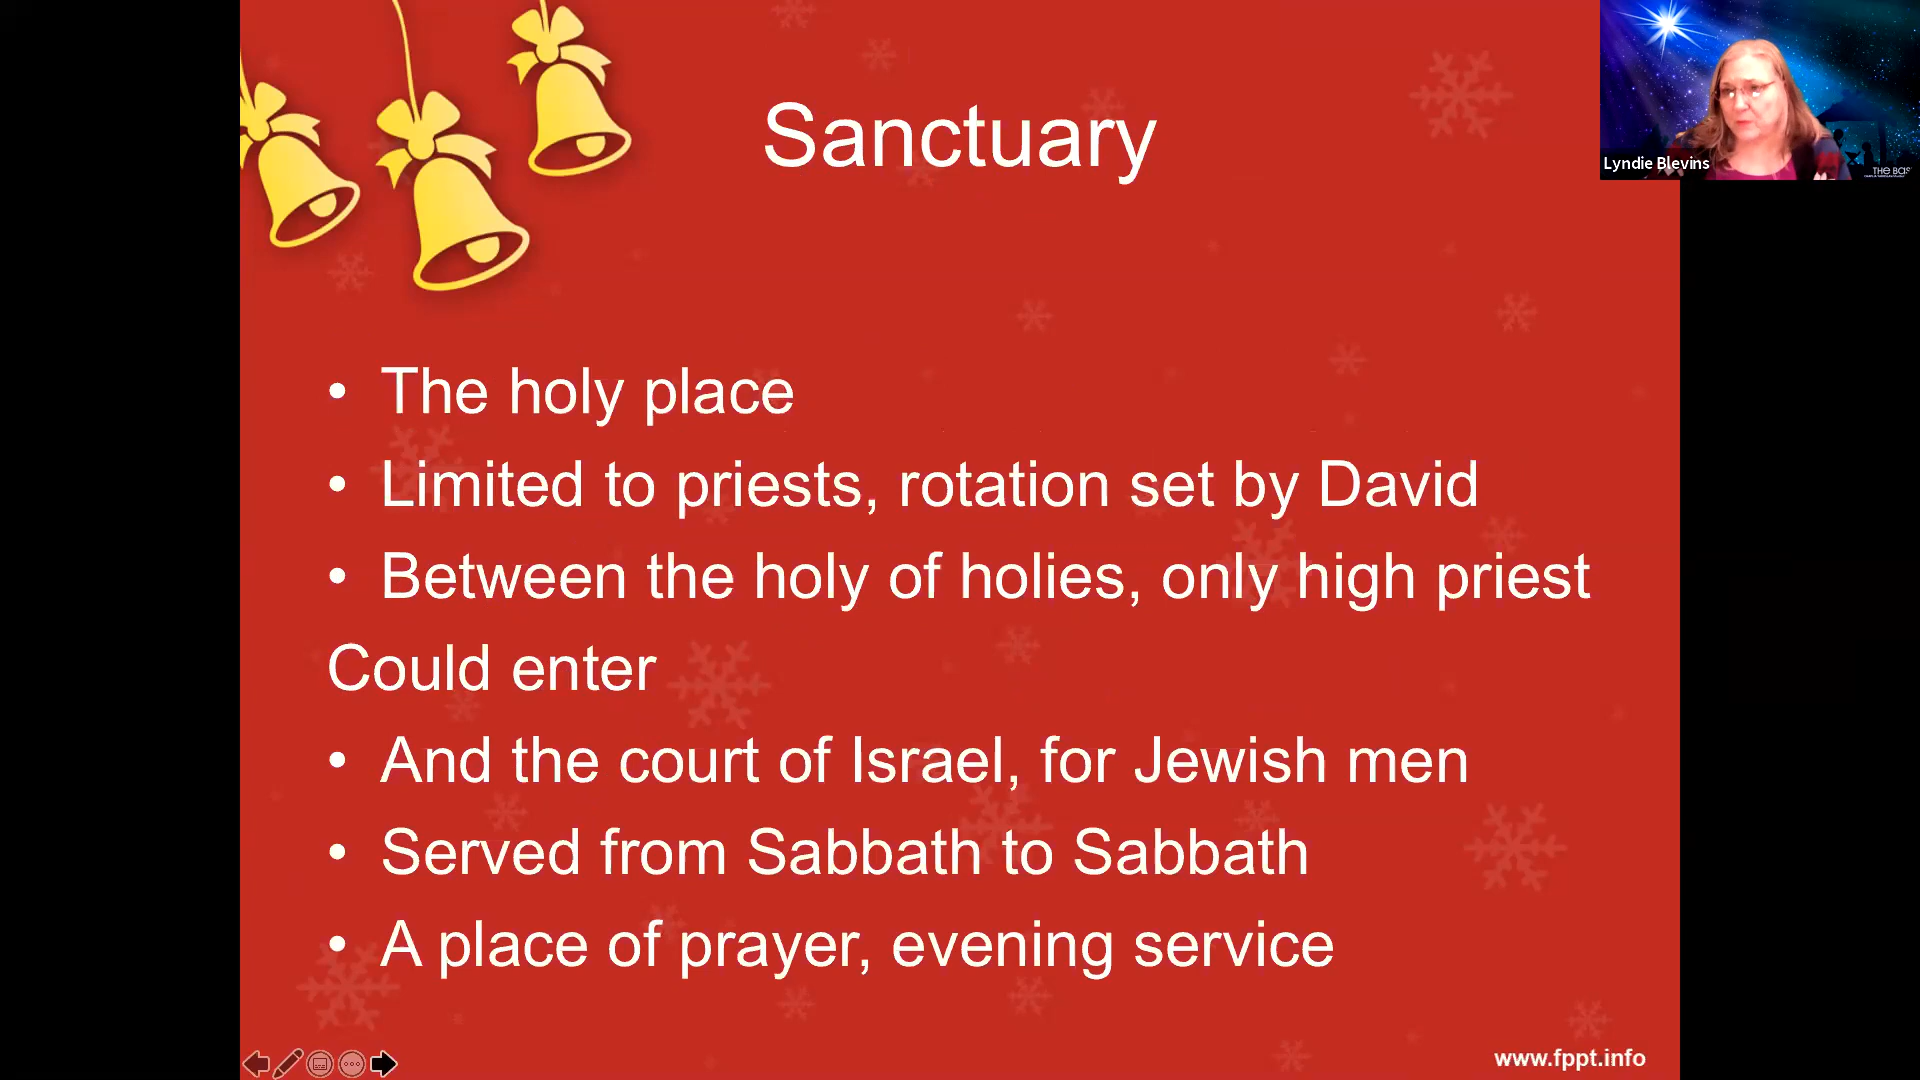 Sanctuary
Lyndie Blevins
THE BAS
• The holy place
• Limited to priests, rotation set by David
• Between the holy of holies, only high priest
Could enter
• And the court of Israel, for Jewish men
• Served from Sabbath to Sabbath
• A place of prayer, evening service
www.fppt.info